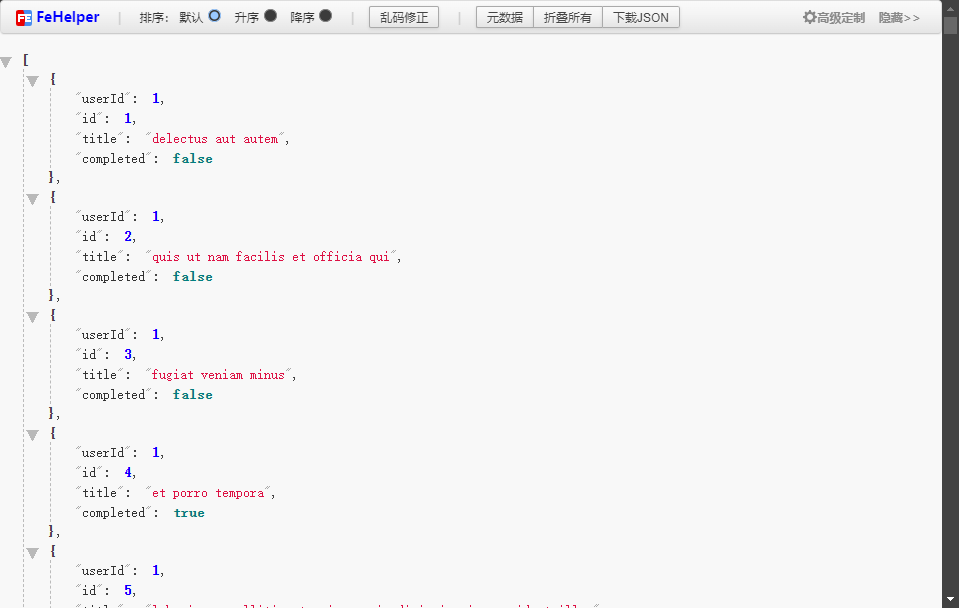 FeHelper | 排序: 默认 升序 降序 | 乱码修正 | 元数据 折叠所有 下载JSON 高级定制 隐藏>>
[
{
"userId": 1,
"id": 1,
"title": "delectus aut autem",
"completed": false
},
{
"userId": 1,
"id": 2,
"title": "quis ut nam facilis et officia qui",
"completed": false
},
{
"userId": 1,
"id": 3,
"title": "fugiat veniam minus",
"completed": false
},
{
"userId": 1,
"id": 4,
"title": "et porro tempora",
"completed": true
},
{
"userId": 1,
"id": 5,